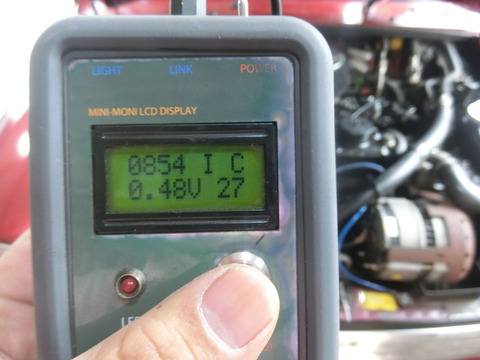 LIGHT LINK POWER
MINI-MONI LCD DISPLAY
0854 I C
0.48V 27